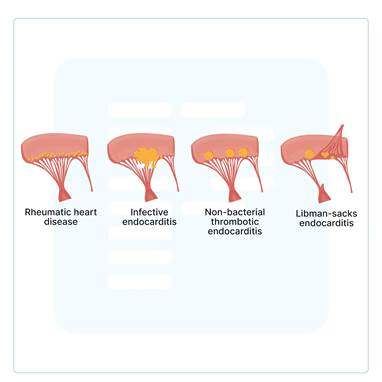 Rheumatic heart
disease
Infective
endocarditis
Non-bacterial
thrombotic
endocarditis
Libman-sacks
endocarditis